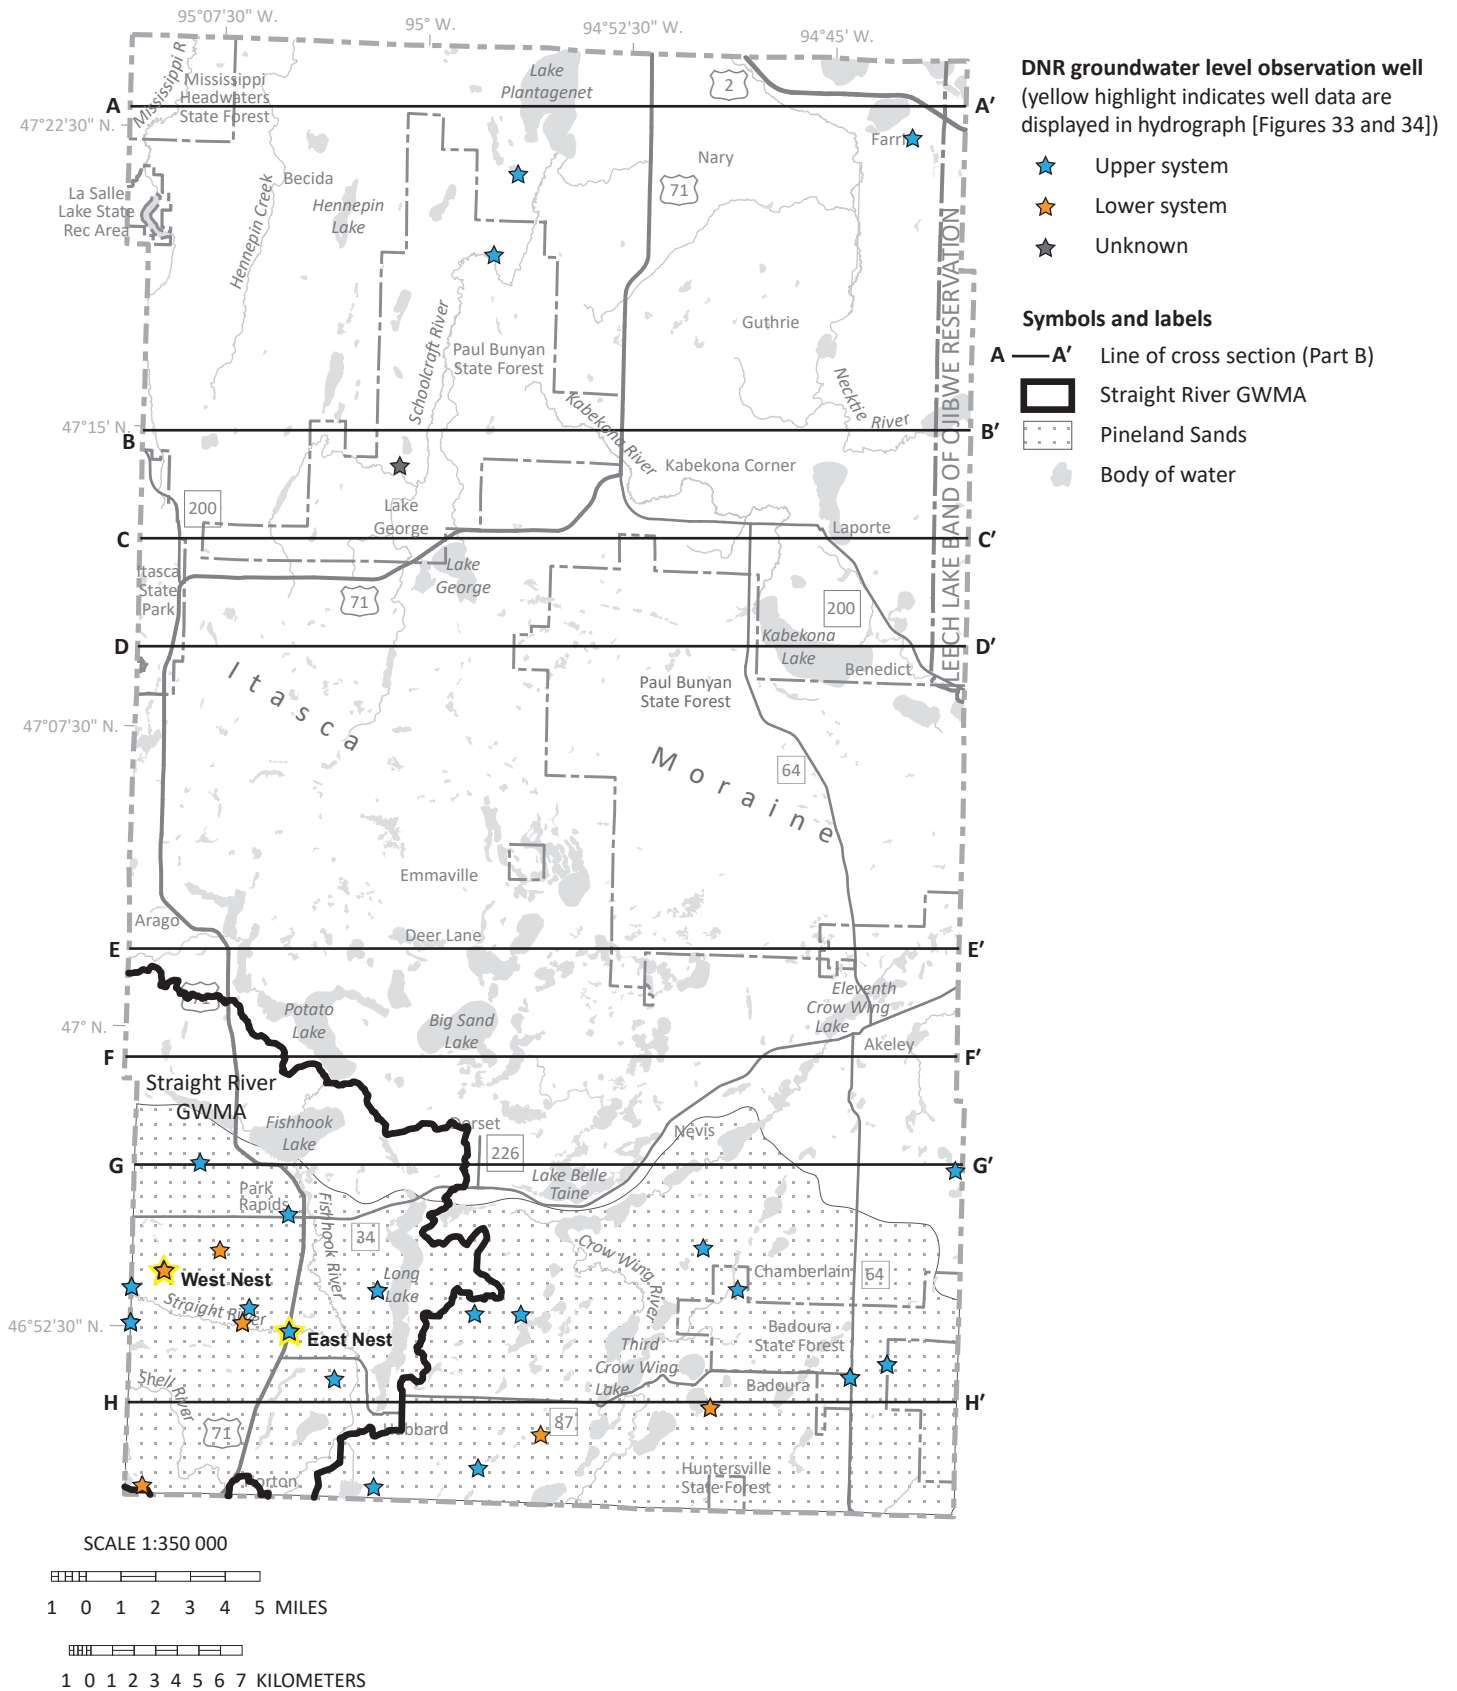 95°07'30" W.
95° W.
94°52'30" W.
94°45' W.
DNR groundwater level observation well
(yellow highlight indicates well data are
displayed in hydrograph [Figures 33 and 34])
Upper system
Lower system
Unknown
Symbols and labels
A A′ Line of cross section (Part B)
Straight River GWMA
Pineland Sands
Body of water
Mississippi R
Mississippi
Headwaters
State Forest
Lake
Plantagenet
2
A
A′
47°22'30" N.
Nary
71
La Salle
Lake State
Rec Area
Becida
Hennepin
Lake
Hennepin Creek
Schoolcraft River
Guthrie
Paul Bunyan
State Forest
Necktie
River
Kabekona River
LEECH LAKE BAND OF OJIBWE RESERVATION
47°15' N.
B
B′
Kabekona Corner
200
Lake
George
Laporte
C
C′
Itasca
State
Park
Lake
George
71
200
Kabekona
Lake
D
D′
Benedict
Itasca
Paul Bunyan
State Forest
47°07'30" N.
Moraine
64
Emmaville
Arago
Deer Lane
E
E′
71
Eleventh
Crow Wing
Lake
Potato
Lake
Big Sand
Lake
47° N.
Akeley
F
F′
Straight River
GWMA
Fishhook
Lake
Dorset
Nevis
226
G
G′
Lake Belle
Taine
Park
Rapids
Fishhook River
34
Crow Wing
River
West Nest
Long
Lake
Chamberlain
64
Straight River
46°52'30" N.
East Nest
Third
Crow Wing
Lake
Badoura
State Forest
Shell River
Badoura
H
H′
71
Hubbard
87
Huntersville
State Forest
SCALE 1:350 000
1 0 1 2 3 4 5 MILES
1 0 1 2 3 4 5 6 7 KILOMETERS